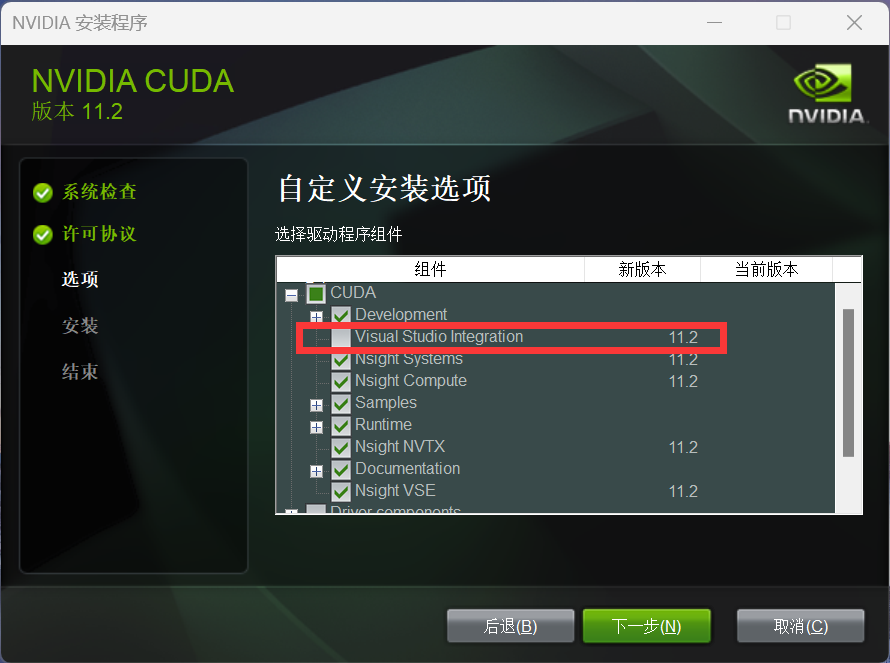 NVIDIA 安装程序
NVIDIA CUDA
版本 11.2
NVIDIA
系统检查
许可协议
选项
安装
结束
自定义安装选项
选择驱动程序组件
组件 新版本 当前版本
CUDA
Development
Visual Studio Integration 11.2
Nsight Systems 11.2
Nsight Compute 11.2
Samples
Runtime
Nsight NVTX 11.2
Documentation
Nsight VSE 11.2
Driver components
后退(B) 下一步(N) 取消(C)